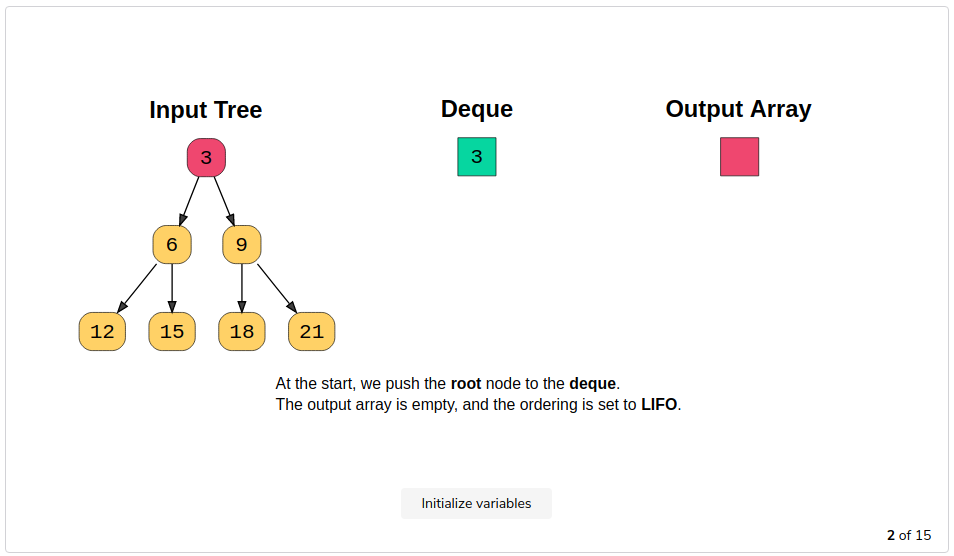 Input Tree
Deque
Output Array
3
3
6
9
12
15
18
21
At the start, we push the root node to the deque.
The output array is empty, and the ordering is set to LIFO.
Initialize variables
2 of 15